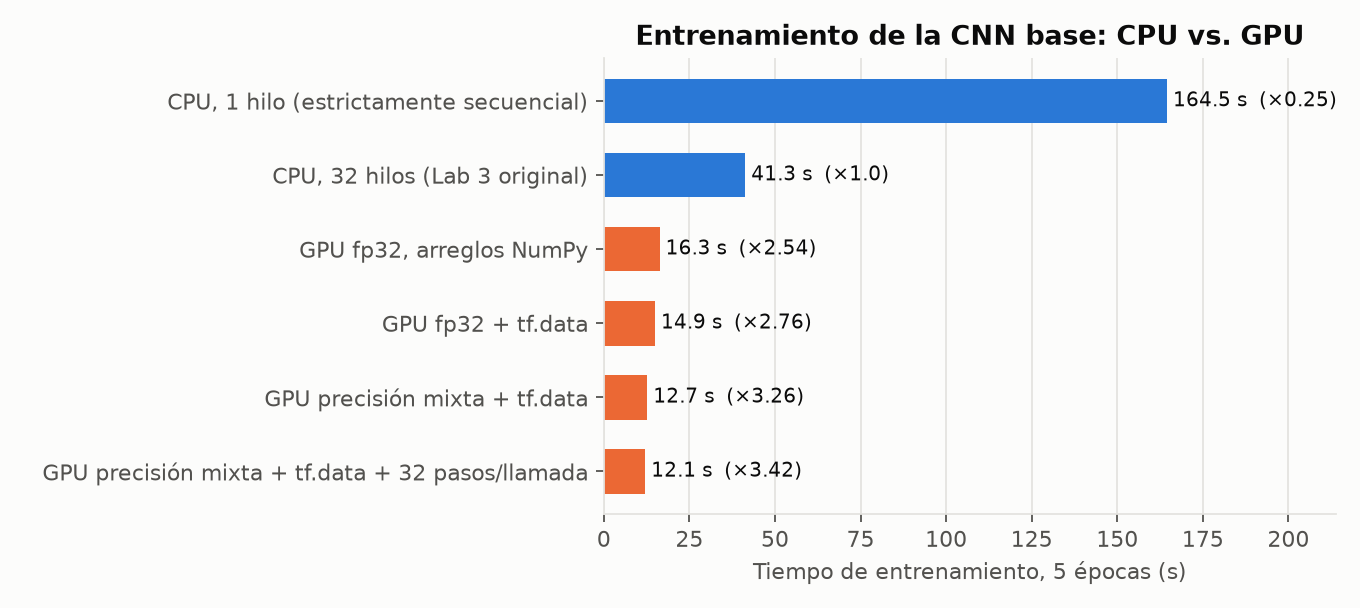 Entrenamiento de la CNN base: CPU vs. GPU
CPU, 1 hilo (estrictamente secuencial) 164.5 s (×0.25)
CPU, 32 hilos (Lab 3 original) 41.3 s (×1.0)
GPU fp32, arreglos NumPy 16.3 s (×2.54)
GPU fp32 + tf.data 14.9 s (×2.76)
GPU precisión mixta + tf.data 12.7 s (×3.26)
GPU precisión mixta + tf.data + 32 pasos/llamada 12.1 s (×3.42)
0 25 50 75 100 125 150 175 200
Tiempo de entrenamiento, 5 épocas (s)